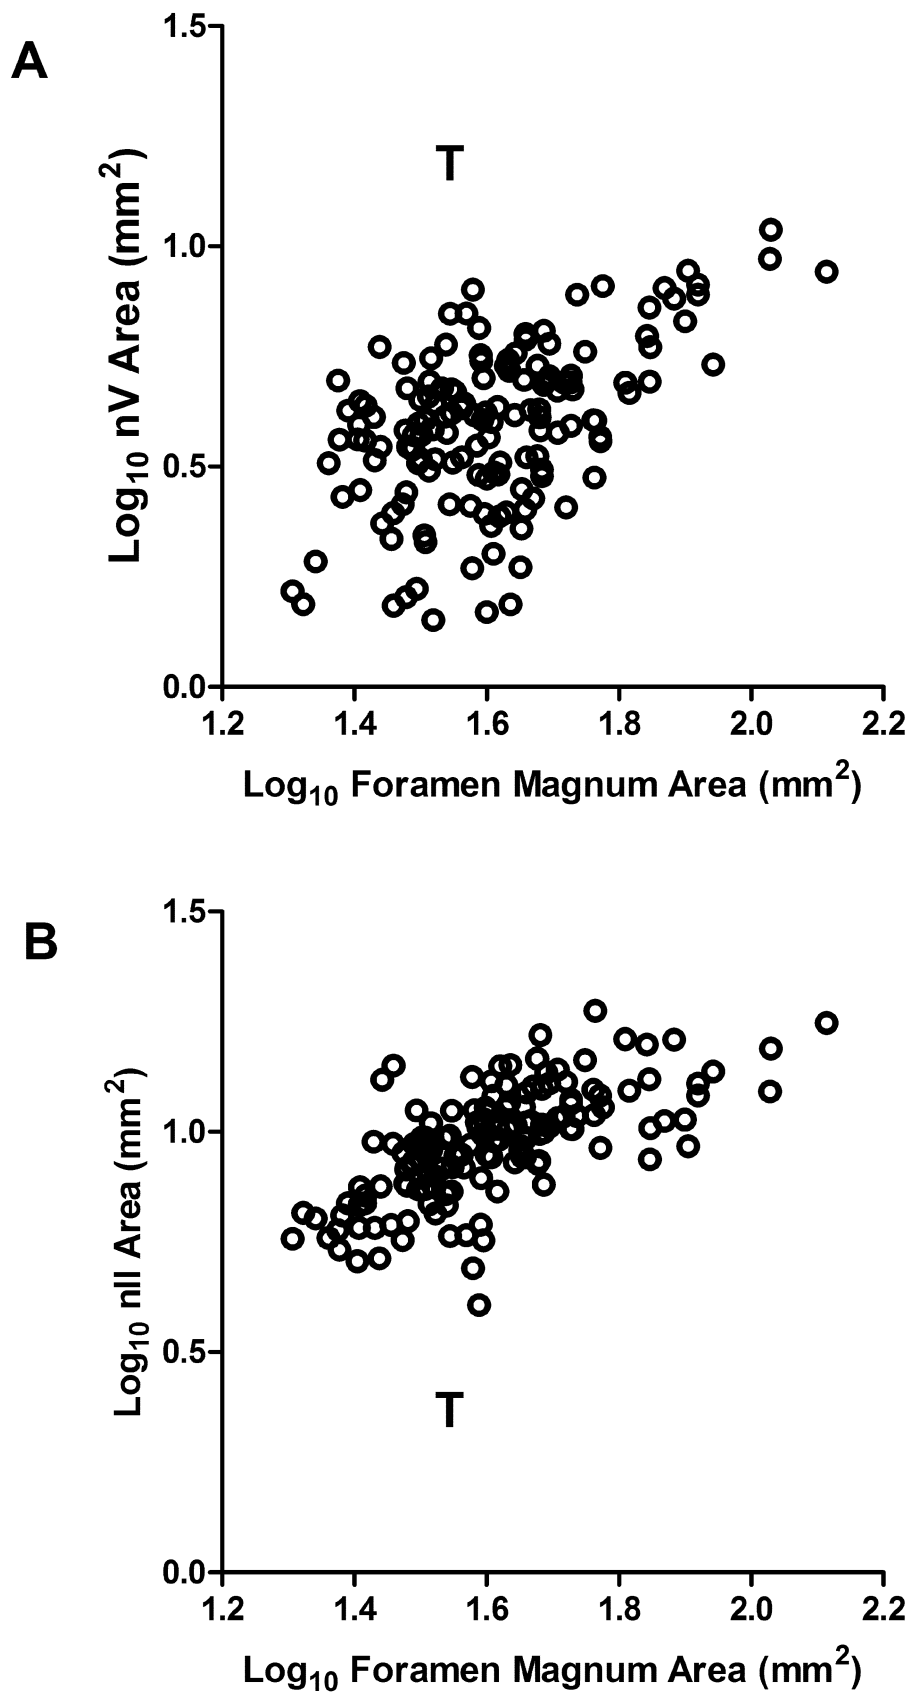 A
1.5
T
Log10 nV Area (mm2)
1.0
0.5
0.0
1.2 1.4 1.6 1.8 2.0 2.2
Log10 Foramen Magnum Area (mm2)
B
1.5
Log10 nII Area (mm2)
1.0
0.5
T
0.0
1.2 1.4 1.6 1.8 2.0 2.2
Log10 Foramen Magnum Area (mm2)